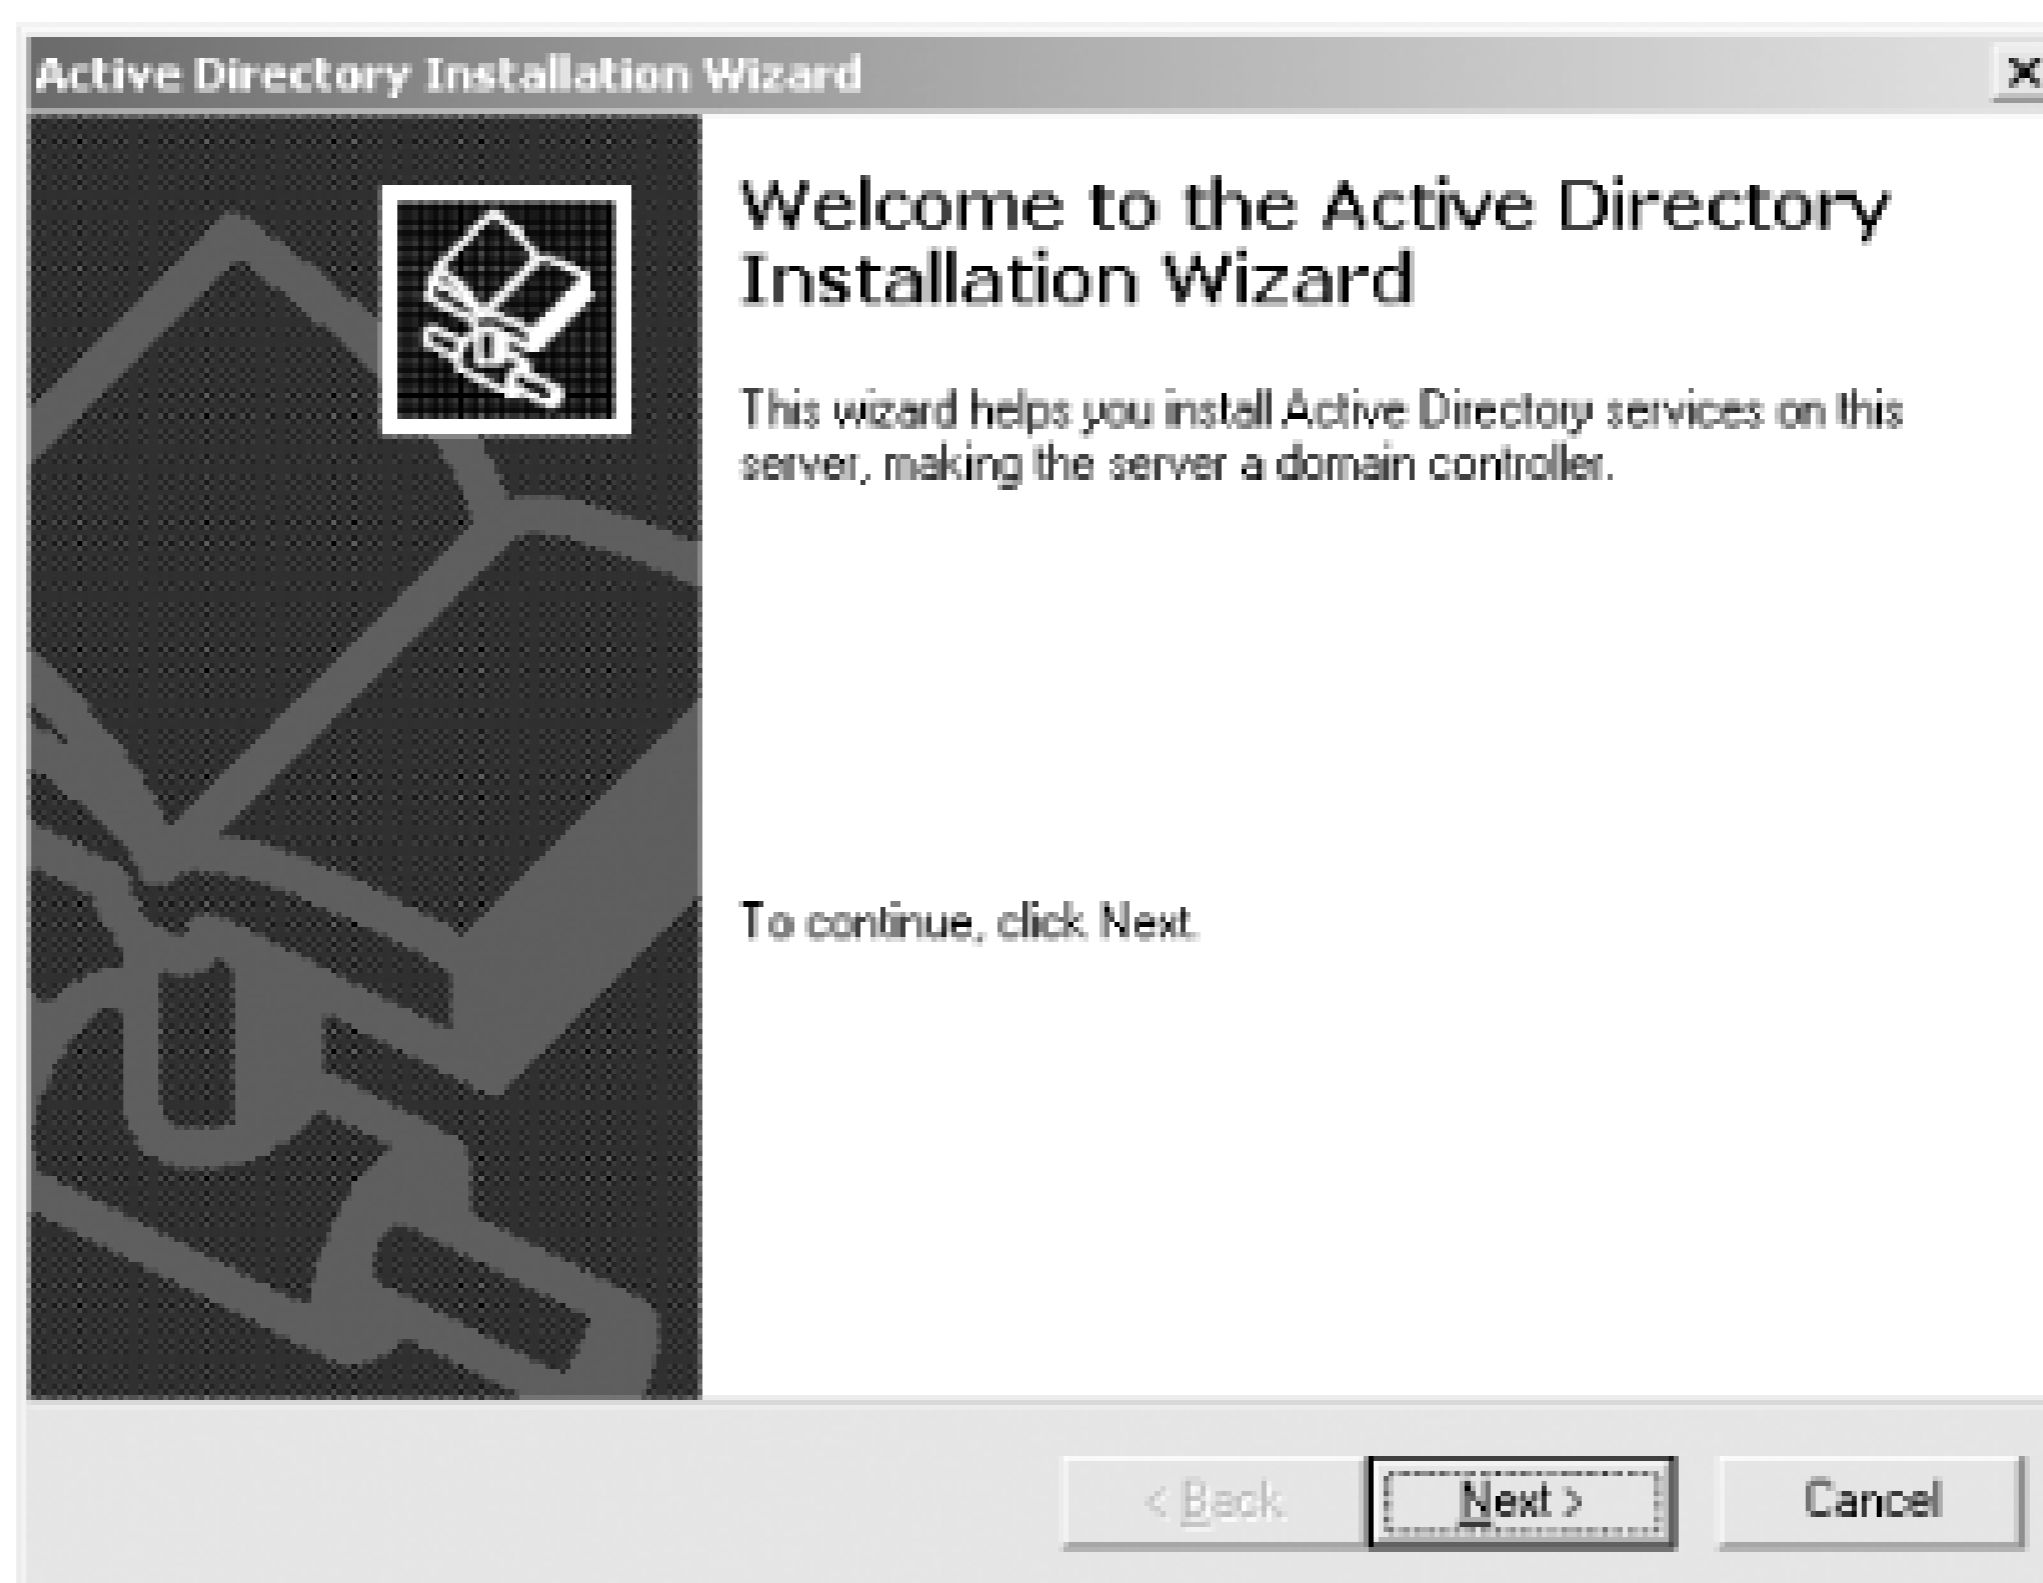 Active Directory Installation Wizard
Welcome to the Active Directory
Installation Wizard
This wizard helps you install Active Directory services on this
server, making the server a domain controller.
To continue, click Next.
< Back
Next >
Cancel